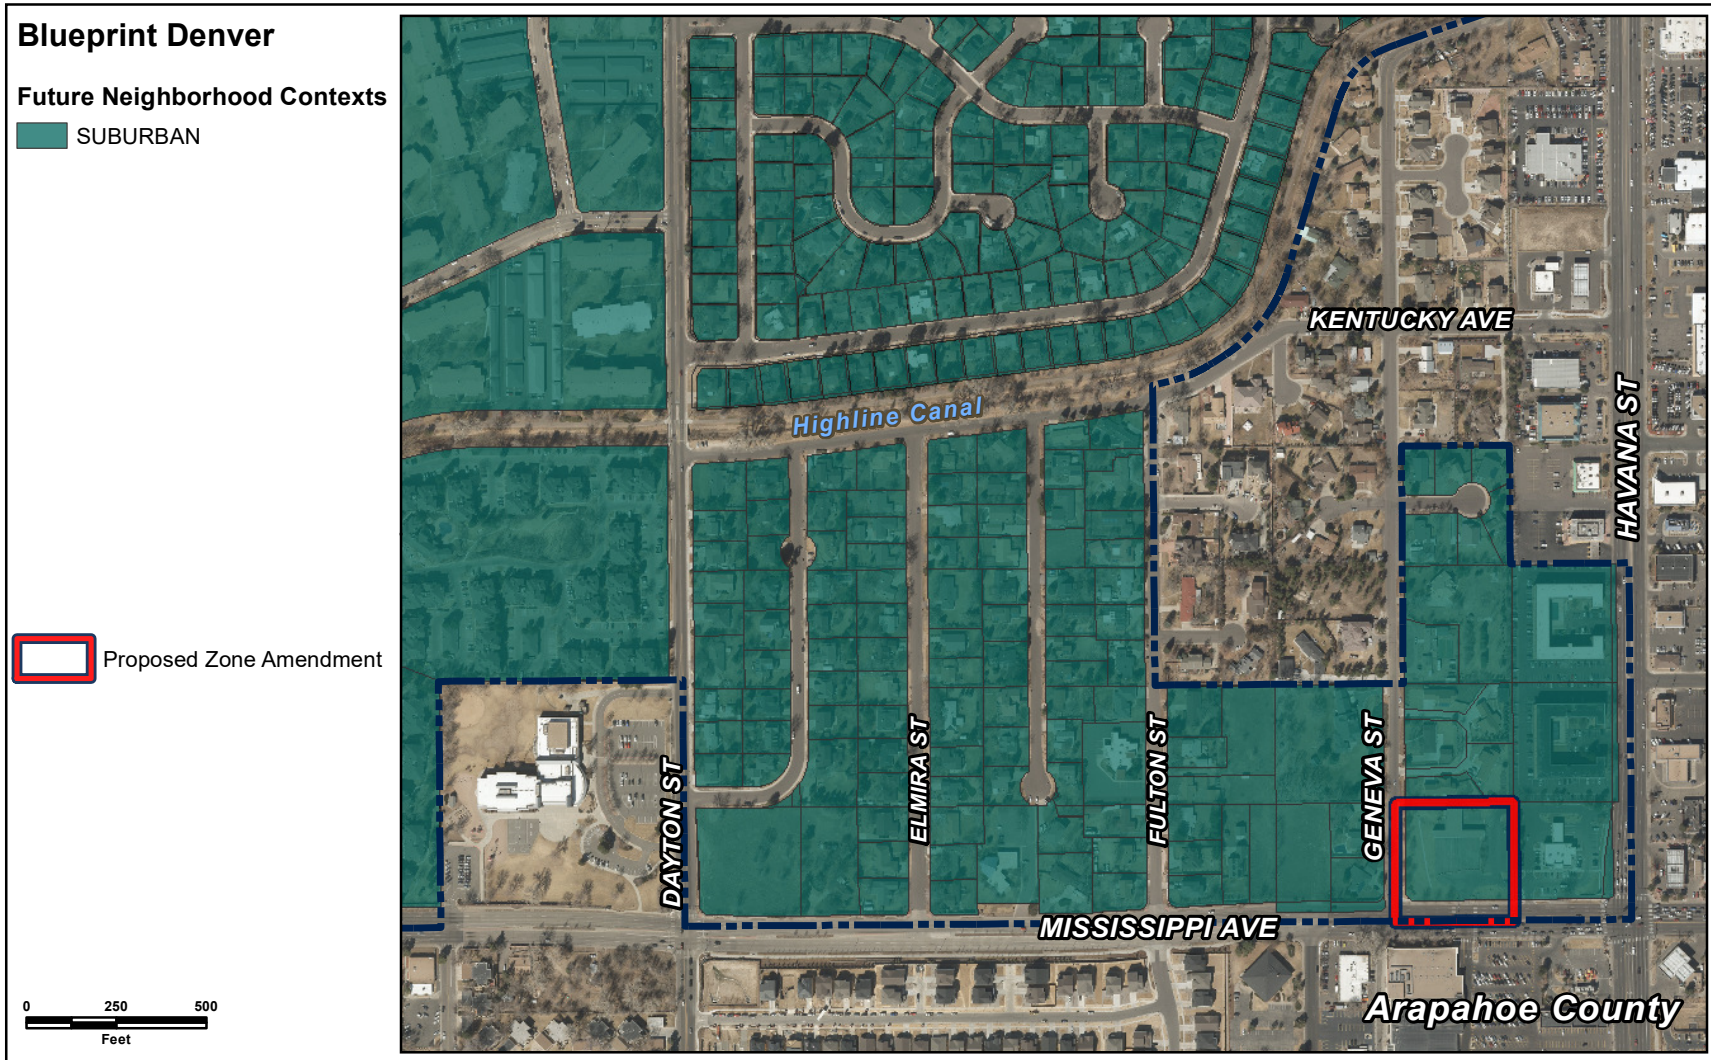 Blueprint Denver
Future Neighborhood Contexts
SUBURBAN
Proposed Zone Amendment
0 250 500
Feet
KENTUCKY AVE
HAVANA ST
Highline Canal
DAYTON ST
ELMIRA ST
FULTON ST
GENEVA ST
MISSISSIPPI AVE
Arapahoe County